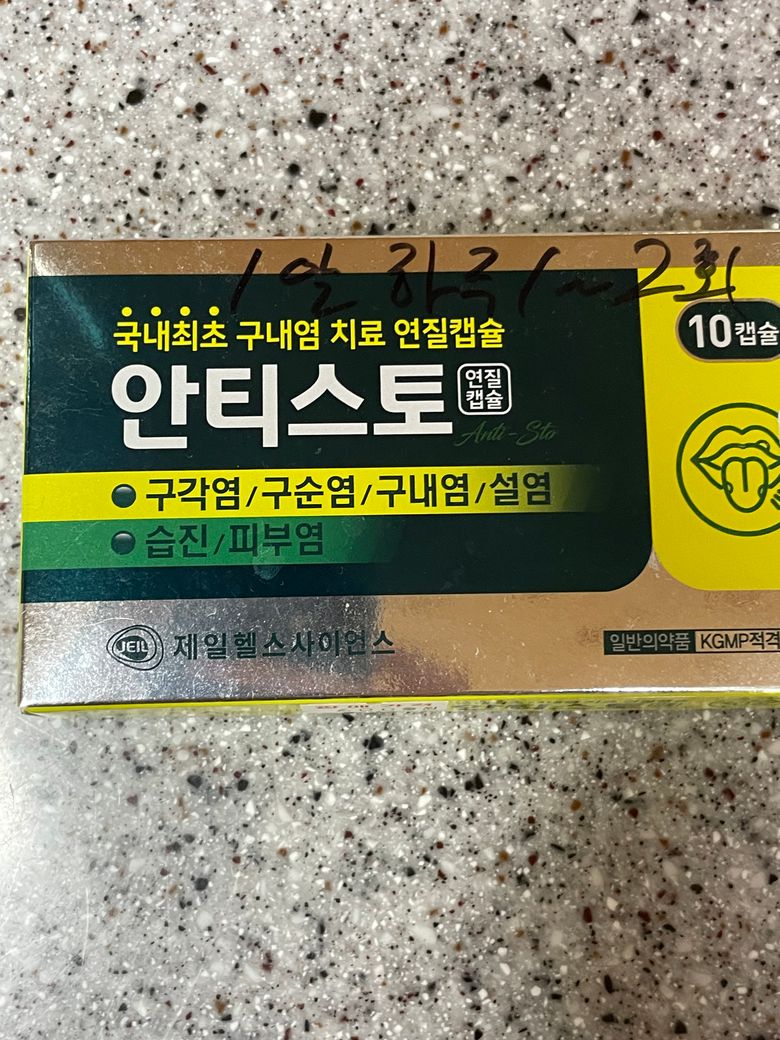 1알 하루 1~2회
국내최초 구내염 치료 연질캡슐
10캡슐
안티스토 연질캡슐
Anti-Sto
구각염/구순염/구내염/설염
습진/피부염
JEIL 제일헬스사이언스
일반의약품 KGMP적격